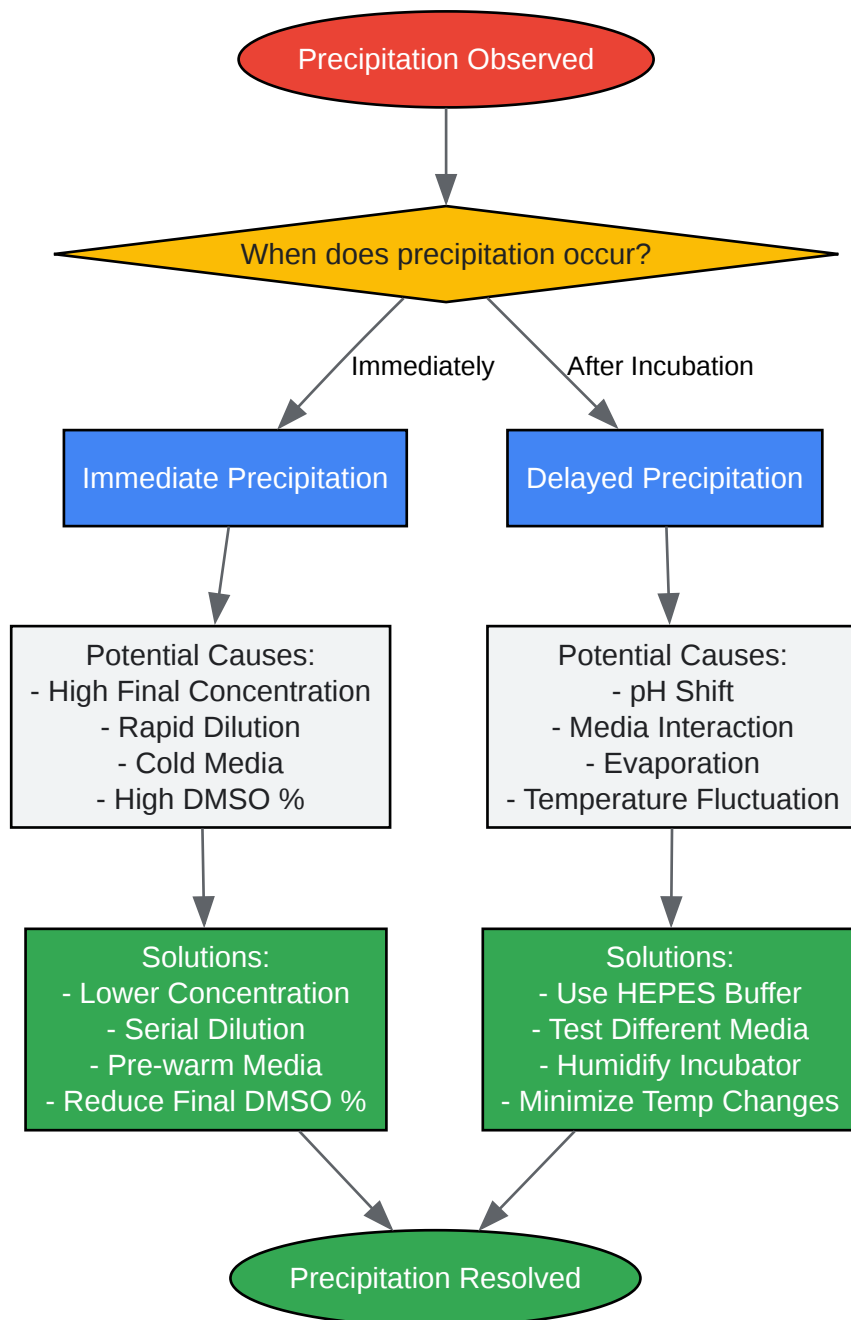 Precipitation Observed
When does precipitation occur?
Immediately
After Incubation
Immediate Precipitation
Delayed Precipitation
Potential Causes:
- High Final Concentration
- Rapid Dilution
- Cold Media
- High DMSO %
Potential Causes:
- pH Shift
- Media Interaction
- Evaporation
- Temperature Fluctuation
Solutions:
- Lower Concentration
- Serial Dilution
- Pre-warm Media
- Reduce Final DMSO %
Solutions:
- Use HEPES Buffer
- Test Different Media
- Humidify Incubator
- Minimize Temp Changes
Precipitation Resolved